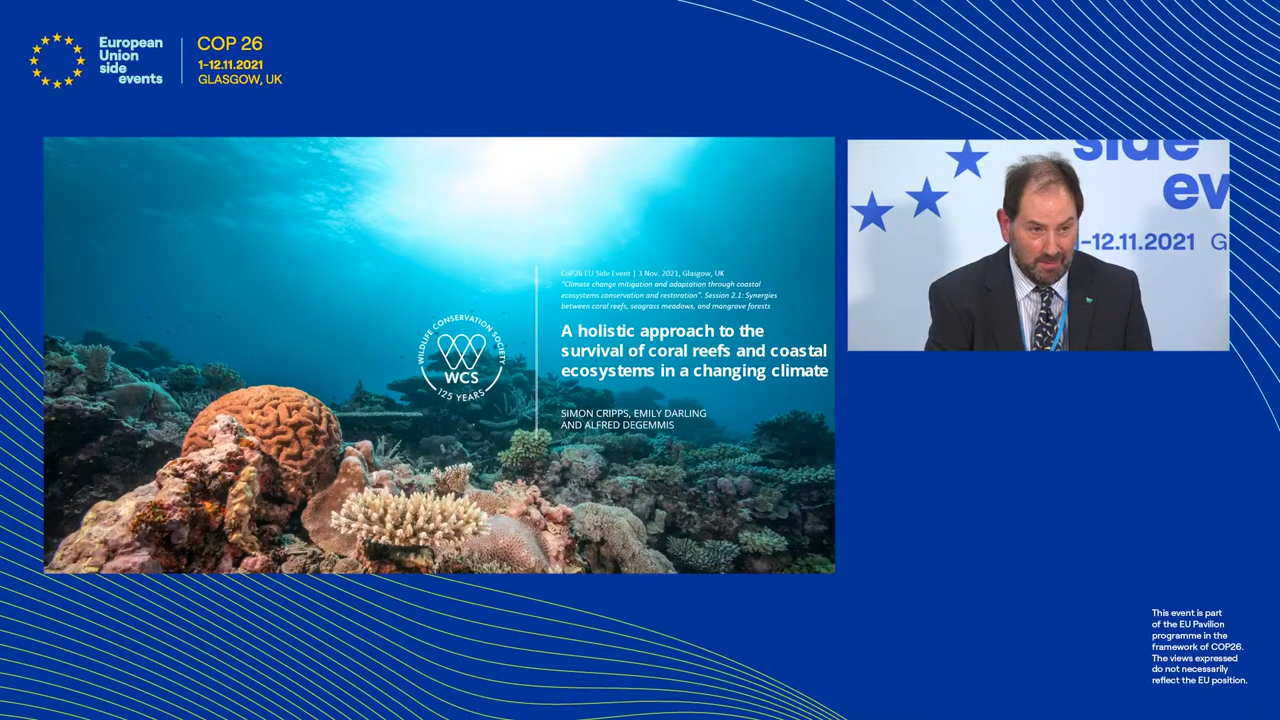 European
Union
side
events
COP 26
1-12.11.2021
GLASGOW, UK
WILDLIFE CONSERVATION SOCIETY
WCS
125 YEARS
CoP26 EU Side Event | 3 Nov. 2021, Glasgow, UK
"Climate change mitigation and adaptation through coastal
ecosystems conservation and restoration". Session 2.1: Synergies
between coral reefs, seagrass meadows, and mangrove forests
A holistic approach to the
survival of coral reefs and coastal
ecosystems in a changing climate
SIMON CRIPPS, EMILY DARLING
AND ALFRED DEGEMMIS
side
ev
1-12.11.2021 G
This event is part
of the EU Pavilion
programme in the
framework of COP26.
The views expressed
do not necessarily
reflect the EU position.